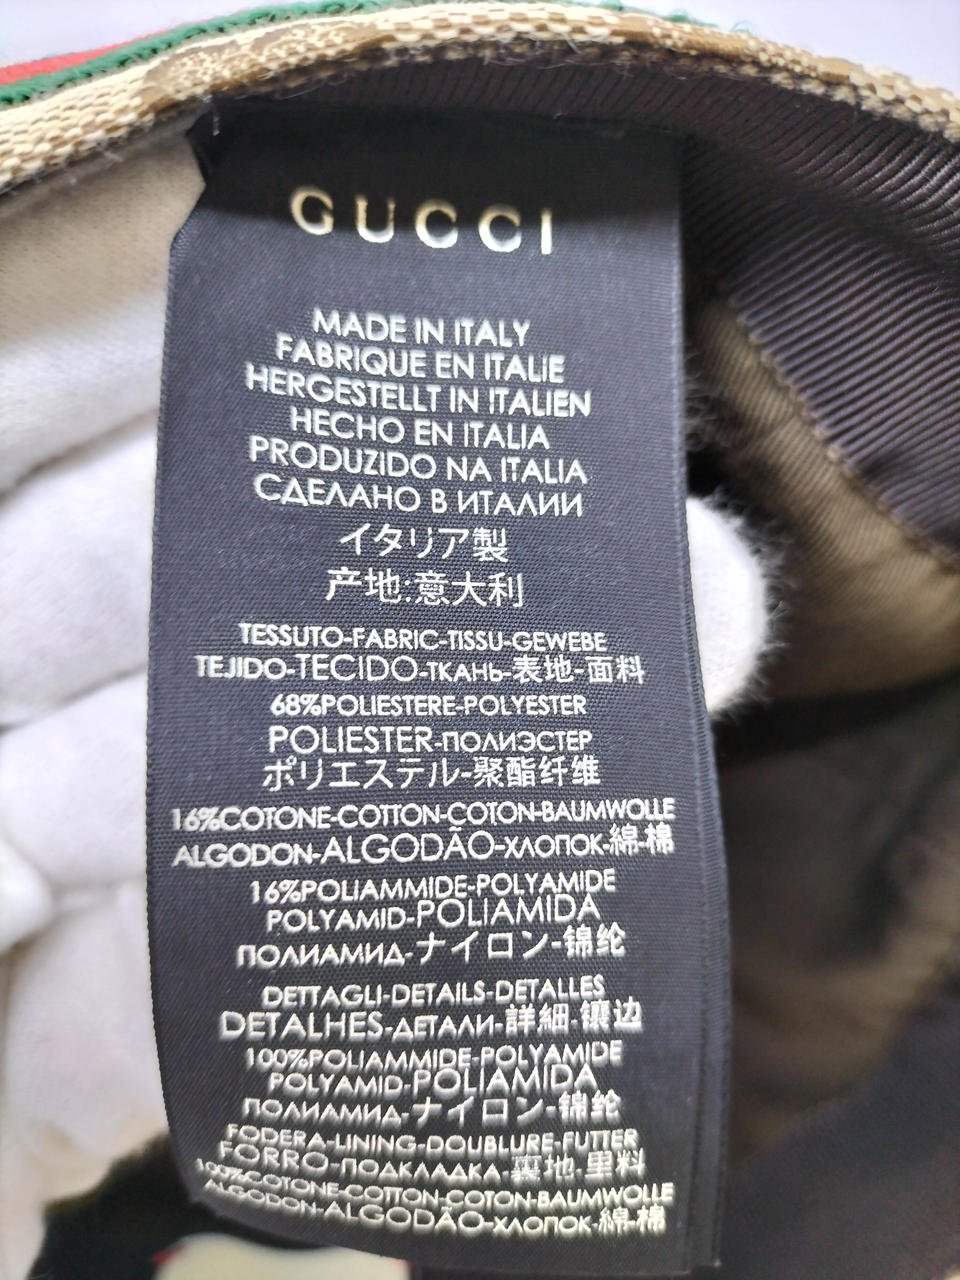 GUCCI
MADE IN ITALY
FABRIQUE EN ITALIE
HERGESTELLT IN ITALIEN
HECHO EN ITALIA
PRODUZIDO NA ITALIA
СДЕЛАНО В ИТАЛИИ
イタリア製
产地:意大利
TESSUTO-FABRIC-TISSU-GEWEBE
TEJIDO-TECIDO-ТКАНЬ-表地-面料
68%POLIESTERE-POLYESTER
POLIESTER-ПОЛИЭСТЕР
ポリエステル-聚酯纤维
16%COTONE-COTTON-COTON-BAUMWOLLE
ALGODON-ALGODÃO-ХЛОПОК-綿-棉
16%POLIAMMIDE-POLYAMIDE
POLYAMID-POLIAMIDA
ПОЛИАМИД-ナイロン-锦纶
DETTAGLI-DETAILS-DETALLES
DETALHES-ДЕТАЛИ-詳細-镶边
100%POLIAMMIDE-POLYAMIDE
POLYAMID-POLIAMIDA
ПОЛИАМИД-ナイロン-锦纶
FODERA-LINING-DOUBLURE-FUTTER
FORRO-ПОДКЛАДКА-裏地-里料
100%COTONE-COTTON-COTON-BAUMWOLLE
ALGODON-ALGODÃO-ХЛОПОК-綿-棉